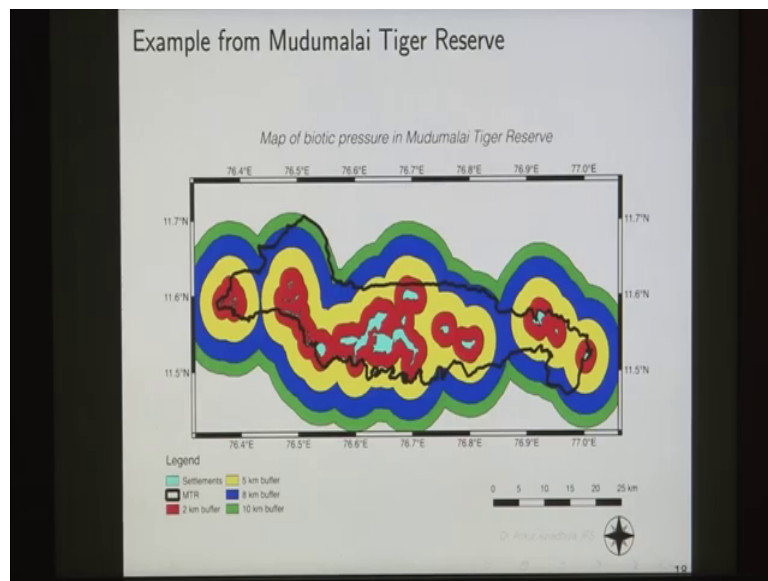 Example from Mudumalai Tiger Reserve
Map of biotic pressure in Mudumalai Tiger Reserve
76.4°E 76.5°E 76.6°E 76.7°E 76.8°E 76.9°E 77.0°E
11.7°N 11.7°N
11.6°N 11.6°N
11.5°N 11.5°N
76.4°E 76.5°E 76.6°E 76.7°E 76.8°E 76.9°E 77.0°E
Legend
Settlements 5 km buffer
MTR 8 km buffer
2 km buffer 10 km buffer
0 5 10 15 20 25 km